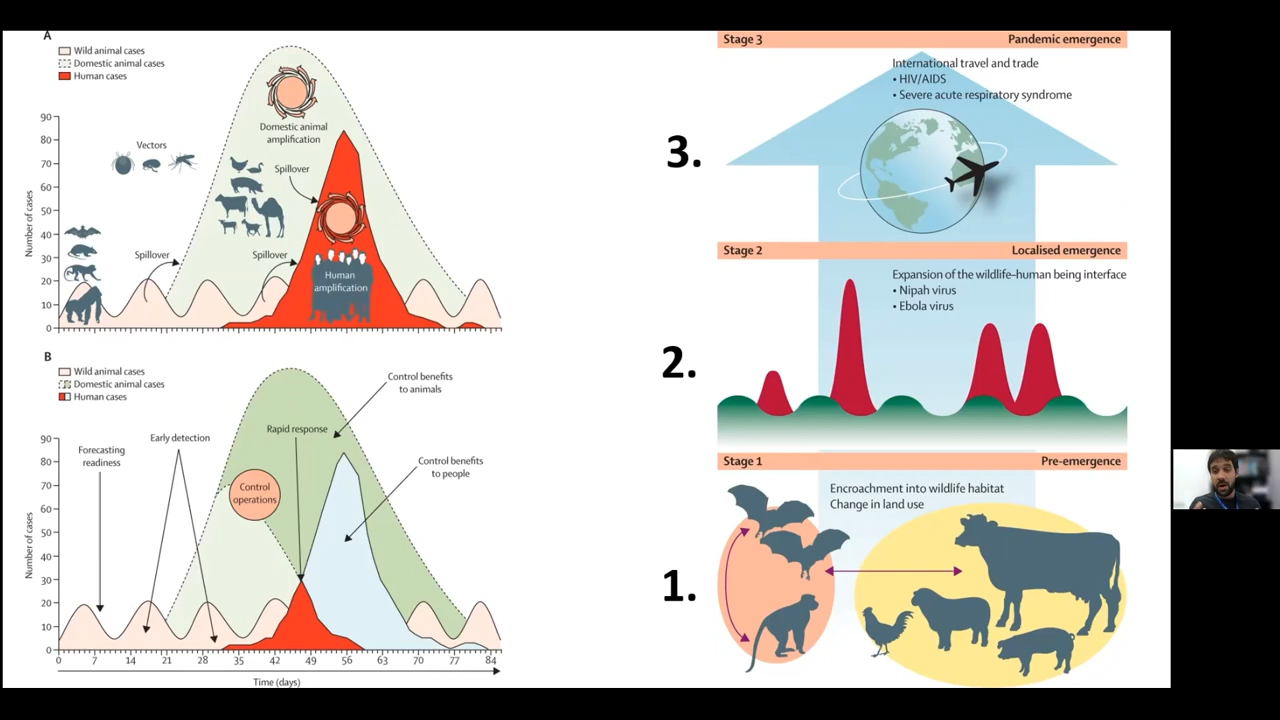 A
Wild animal cases
Domestic animal cases
Human cases
90
80
70
60
50
40
30
20
10
0
Number of cases
Vectors
Domestic animal
amplification
Spillover
Spillover
Spillover
Human
amplification
B
Wild animal cases
Domestic animal cases
Human cases
90
80
70
60
50
40
30
20
10
0
Number of cases
Forecasting
readiness
Early detection
Control
operations
Rapid response
Control benefits
to animals
Control benefits
to people
0 7 14 21 28 35 42 49 56 63 70 77 84
Time (days)
Stage 3 Pandemic emergence
International travel and trade
• HIV/AIDS
• Severe acute respiratory syndrome
3.
Stage 2 Localised emergence
Expansion of the wildlife–human being interface
• Nipah virus
• Ebola virus
2.
Stage 1 Pre-emergence
Encroachment into wildlife habitat
Change in land use
1.